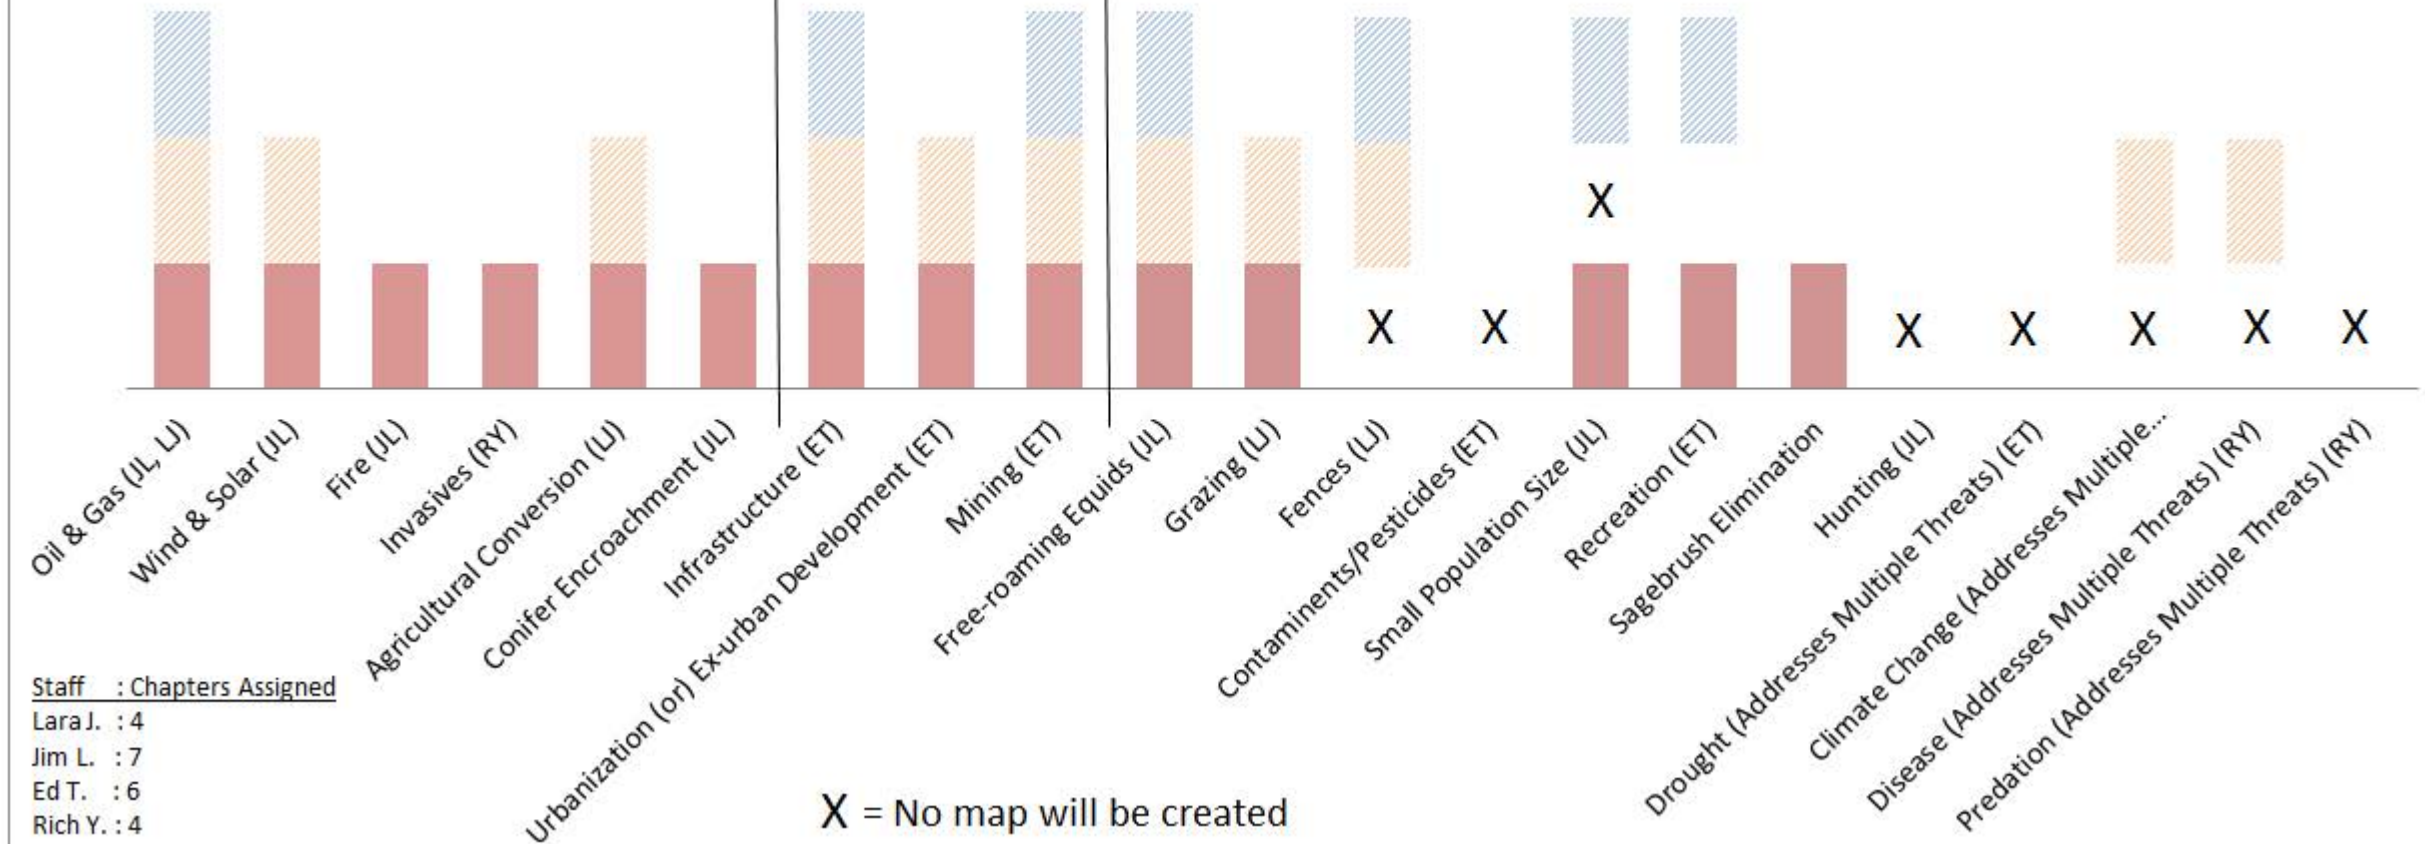 X
X
X
X
X
X
X
X
Oil & Gas (JL, LJ)
Wind & Solar (JL)
Fire (JL)
Invasives (RY)
Agricultural Conversion (LJ)
Conifer Encroachment (JL)
Infrastructure (ET)
Urbanization (or) Ex-urban Development (ET)
Mining (ET)
Free-roaming Equids (JL)
Grazing (LJ)
Fences (LJ)
Contaminents/Pesticides (ET)
Small Population Size (JL)
Recreation (ET)
Sagebrush Elimination
Hunting (JL)
Drought (Addresses Multiple Threats) (ET)
Climate Change (Addresses Multiple...
Disease (Addresses Multiple Threats) (RY)
Predation (Addresses Multiple Threats) (RY)
Staff : Chapters Assigned
Lara J. : 4
Jim L. : 7
Ed T. : 6
Rich Y. : 4
X = No map will be created